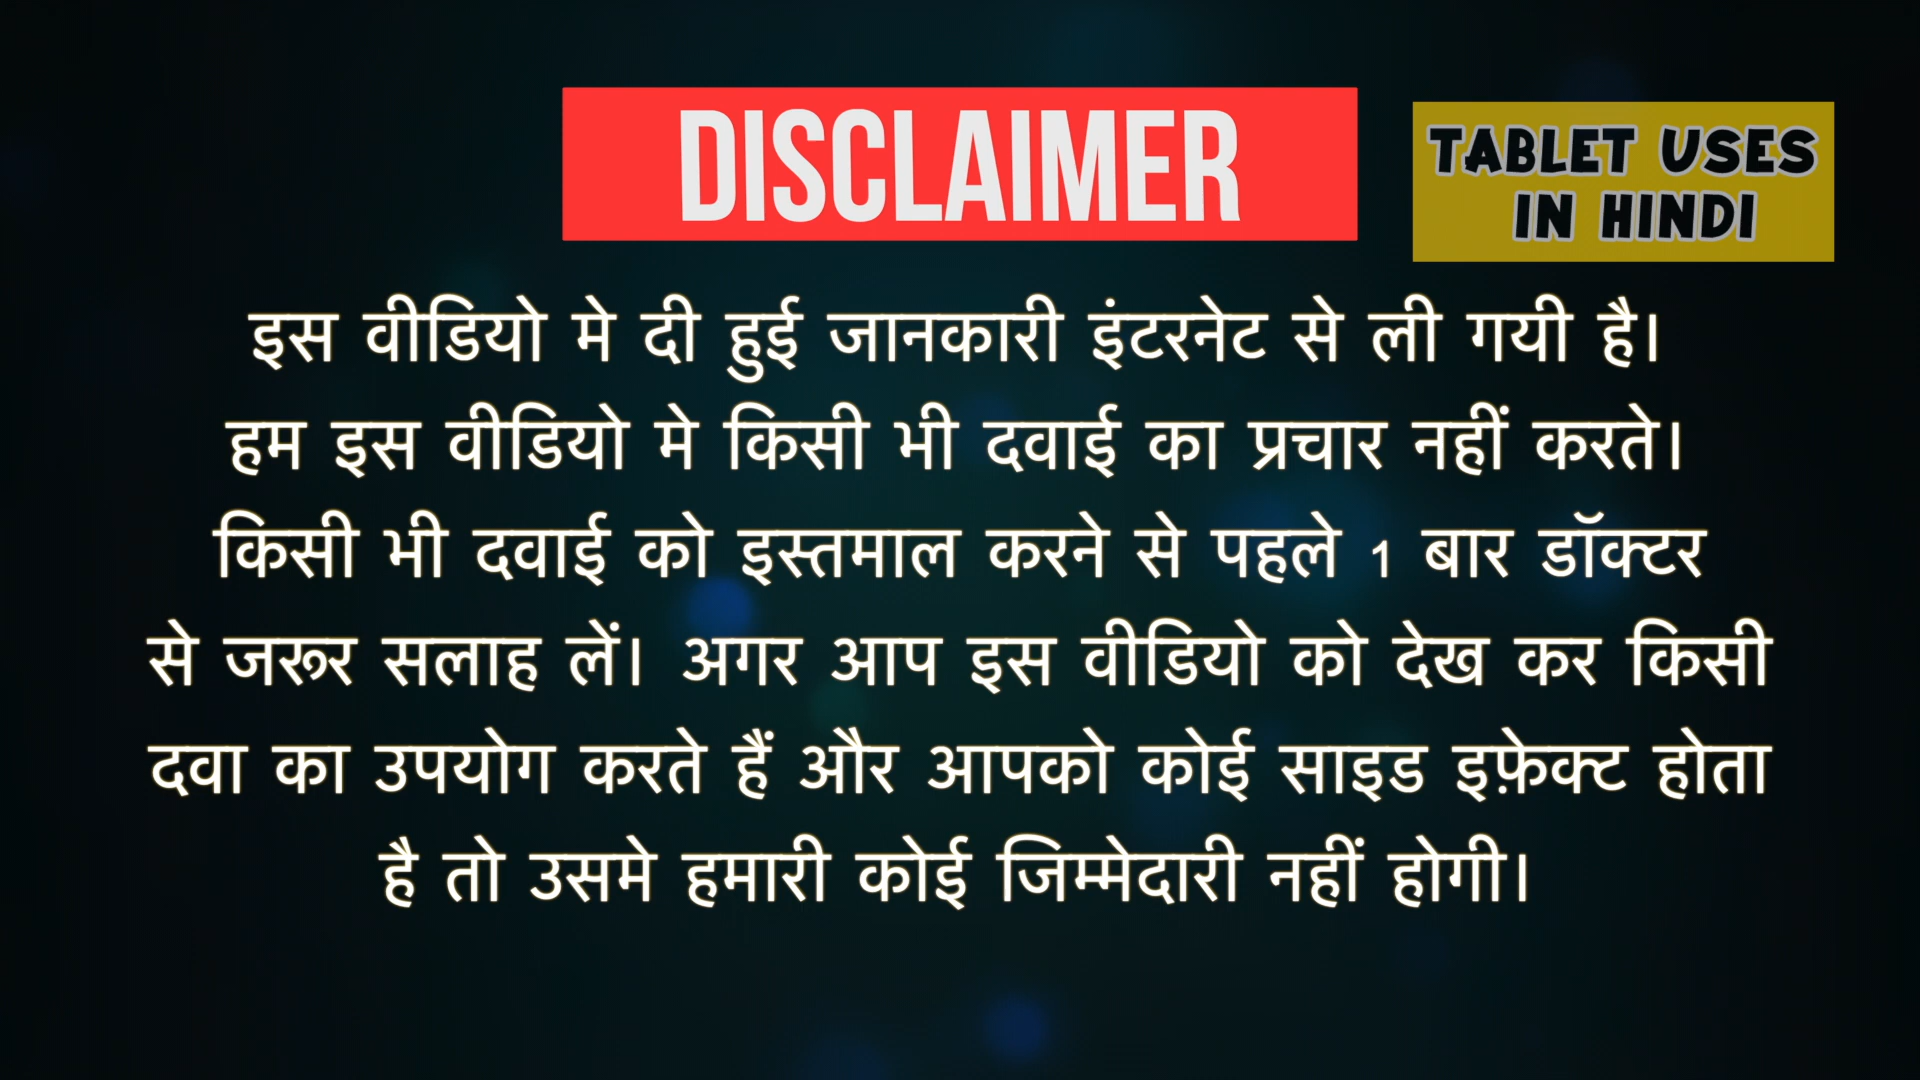 DISCLAIMER
TABLET USES
IN HINDI
इस वीडियो मे दी हुई जानकारी इंटरनेट से ली गयी है।
हम इस वीडियो मे किसी भी दवाई का प्रचार नहीं करते।
किसी भी दवाई को इस्तमाल करने से पहले 1 बार डॉक्टर
से जरूर सलाह लें। अगर आप इस वीडियो को देख कर किसी
दवा का उपयोग करते हैं और आपको कोई साइड इफ़ेक्ट होता
है तो उसमे हमारी कोई जिम्मेदारी नहीं होगी।